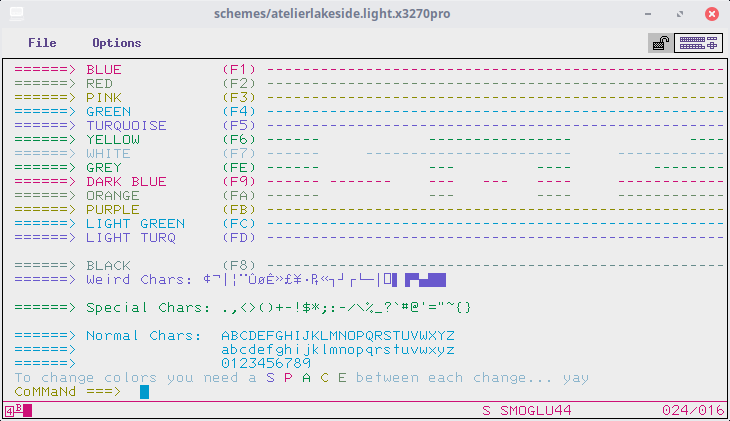 schemes/atelierlakeside.light.x3270pro
File Options
======> BLUE (F1) ---------------------------------------
======> RED (F2) ---------------------------------------
======> PINK (F3) ---------------------------------------
======> GREEN (F4) ---------------------------------------
======> TURQUOISE (F5) ---------------------------------------
======> YELLOW (F6)
======> WHITE (F7)
======> GREY (FE)
======> DARK BLUE (F9)
======> ORANGE (FA)
======> PURPLE (FB)
======> LIGHT GREEN (FC)
======> LIGHT TURQ (FD)
======> BLACK (F8)
======> Weird Chars: ¢¬|¦¨¨ÛøÊ»£¥·
======> Special Chars: .,<>()+-!$*;:-/\%_?`#@'="~{}
======> Normal Chars: ABCDEFGHIJKLMNOPQRSTUVWXYZ
======> abcdefghijklmnopqrstuvwxyz
======> 0123456789
To change colors you need a S P A C E between each change... yay
CoMMaNd ===>
4B S SMOGLU44 024/016